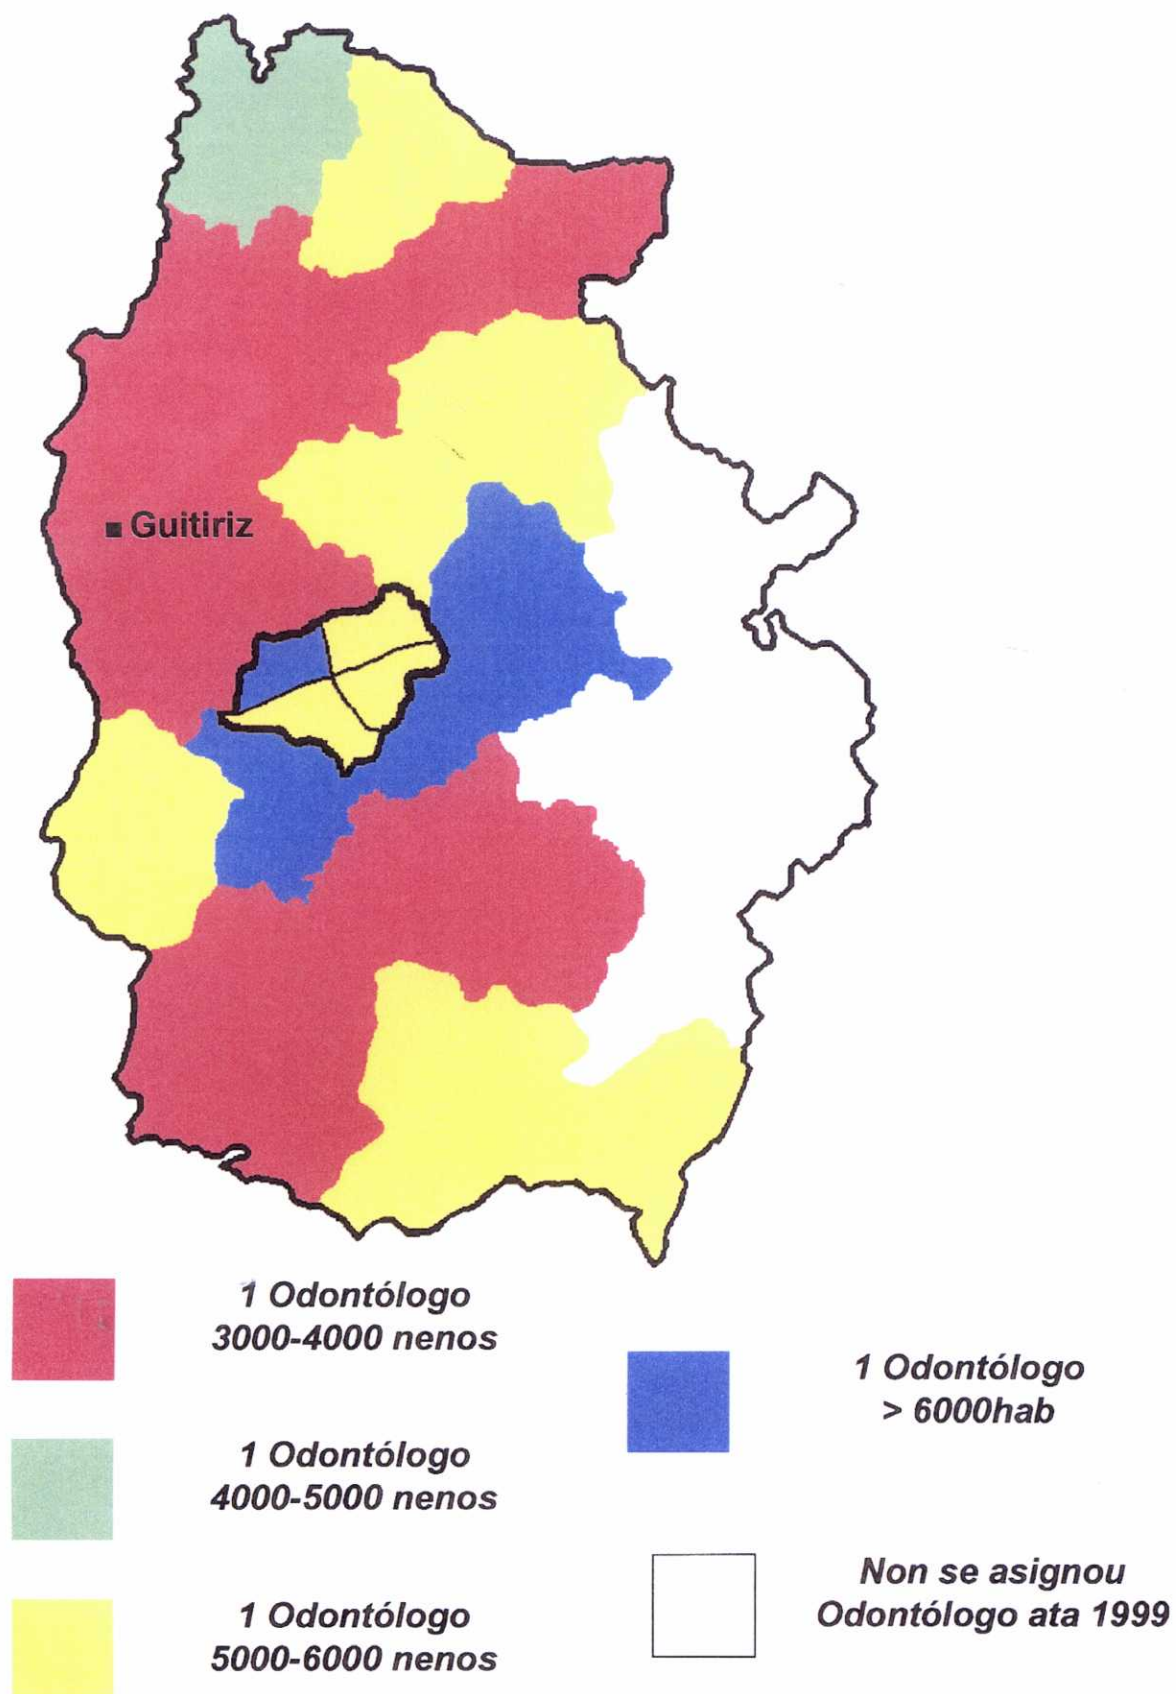 Guitiriz
1 Odontólogo
3000-4000 nenos
1 Odontólogo
4000-5000 nenos
1 Odontólogo
5000-6000 nenos
1 Odontólogo
> 6000hab
Non se asignou
Odontólogo ata 1999